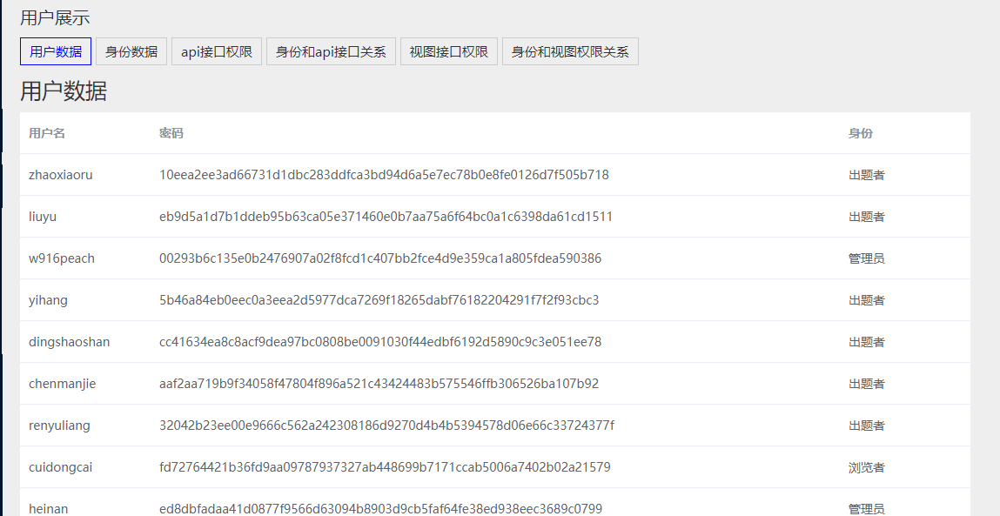 用户展示
用户数据 身份数据 api接口权限 身份和api接口关系 视图接口权限 身份和视图权限关系
用户数据
用户名 密码 身份
zhaoxiaoru 10eea2ee3ad66731d1dbc283ddfca3bd94d6a5e7ec78b0e8fe0126d7f505b718 出题者
liuyu eb9d5a1d7b1ddeb95b63ca05e371460e0b7aa75a6f64bc0a1c6398da61cd1511 出题者
w916peach 00293b6c135e0b2476907a02f8fcd1c407bb2fce4d9e359ca1a805fdea590386 管理员
yihang 5b46a84eb0eec0a3eea2d5977dca7269f18265dabf76182204291f7f2f93cbc3 出题者
dingshaoshan cc41634ea8c8acf9dea97bc0808be0091030f44edbf6192d5890c9c3e051ee78 出题者
chenmanjie aaf2aa719b9f34058f47804f896a521c43424483b575546ffb306526ba107b92 出题者
renyuliang 32042b23ee00e9666c562a242308186d9270d4b4b5394578d06e66c33724377f 出题者
cuidongcai fd72764421b36fd9aa09787937327ab448699b7171ccab5006a7402b02a21579 浏览者
heinan ed8dbfadaa41d0877f9566d63094b8903d9cb5faf64fe38ed938eec3689c0799 管理员